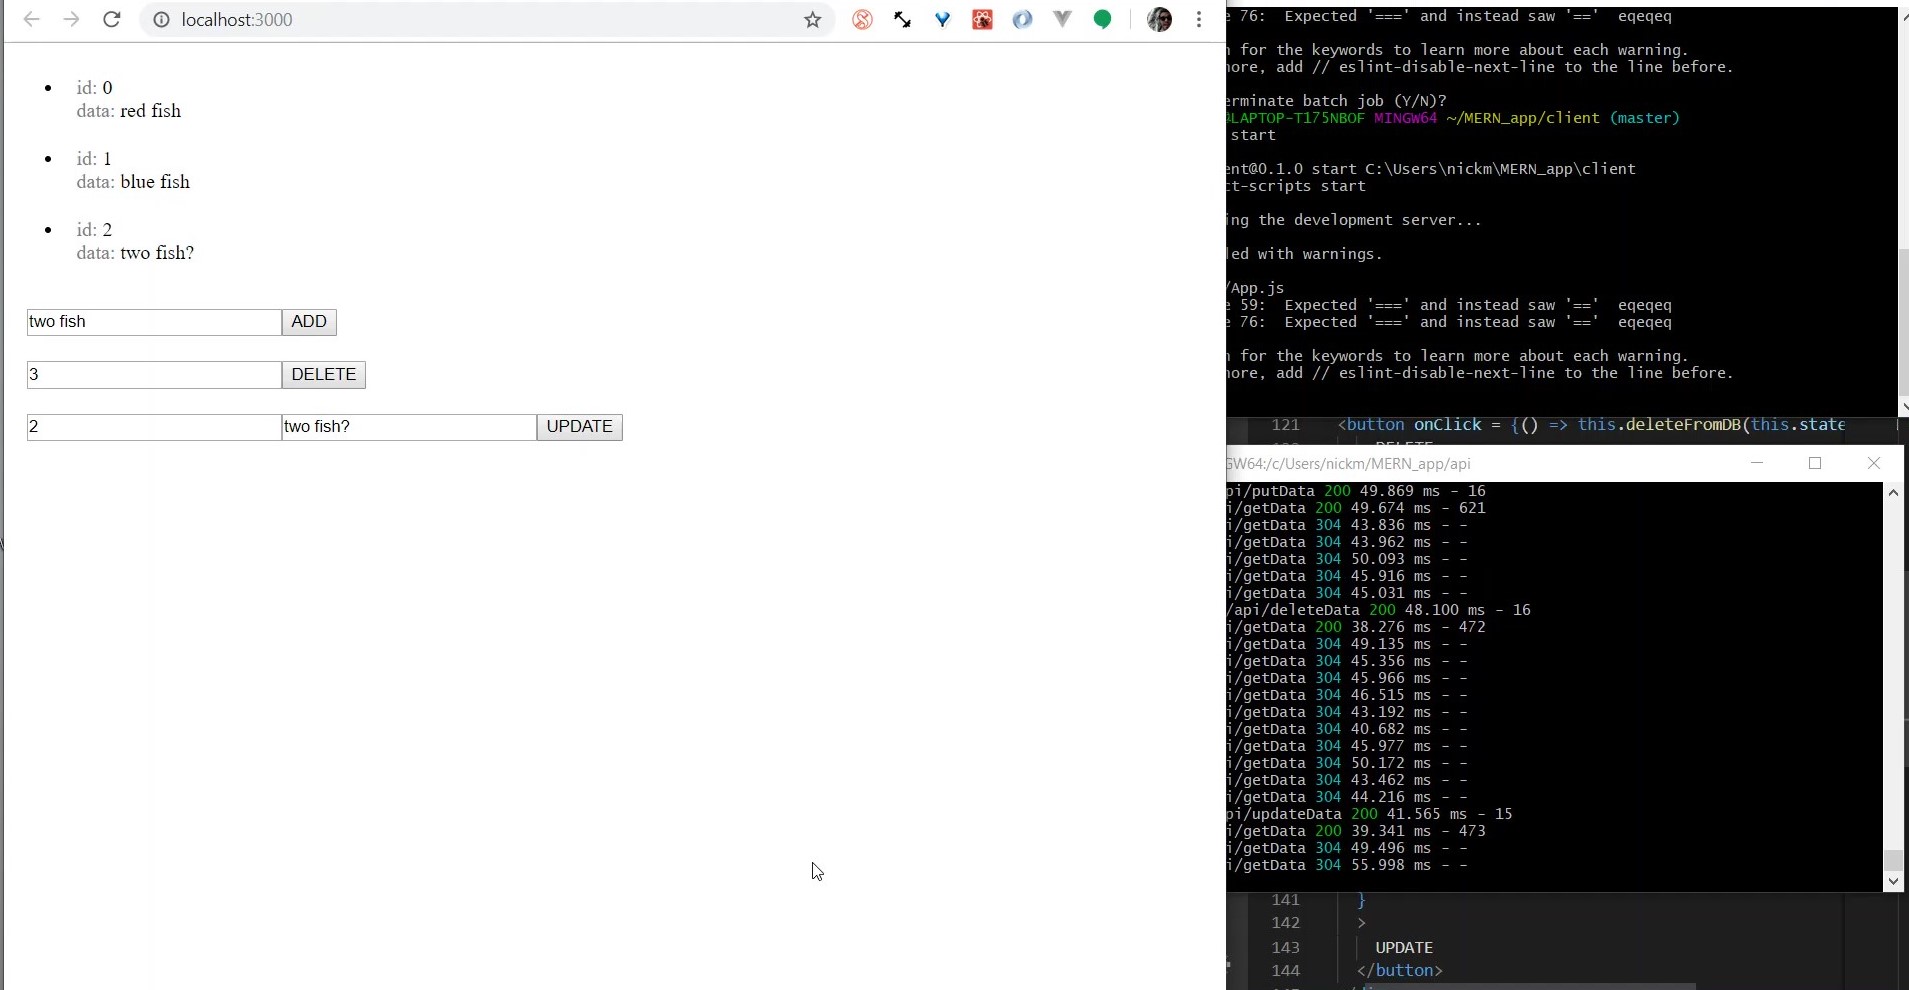 localhost:3000
id: 0
data: red fish
id: 1
data: blue fish
id: 2
data: two fish?
two fish ADD
3 DELETE
2 two fish? UPDATE
76: Expected '===' and instead saw '==' eqeqeq
for the keywords to learn more about each warning.
add // eslint-disable-next-line to the line before.
batch job (Y/N)?
LAPTOP-T175NBOF MINGW64 ~/MERN_app/client (master)
start
ent@0.1.0 start C:\Users\nickm\MERN_app\client
ct-scripts start
ing the development server...
led with warnings.
/App.js
59: Expected '===' and instead saw '==' eqeqeq
76: Expected '===' and instead saw '==' eqeqeq
for the keywords to learn more about each warning.
add // eslint-disable-next-line to the line before.
121 <button onClick = {() => this.deleteFromDB(this.state
GW64:/c/Users/nickm/MERN_app/api
pi/putData 200 49.869 ms - 16
i/getData 200 49.674 ms - 621
i/getData 304 43.836 ms - -
i/getData 304 43.962 ms - -
i/getData 304 50.093 ms - -
i/getData 304 45.916 ms - -
i/getData 304 45.031 ms - -
/api/deleteData 200 48.100 ms - 16
i/getData 200 38.276 ms - 472
i/getData 304 49.135 ms - -
i/getData 304 45.356 ms - -
i/getData 304 45.966 ms - -
i/getData 304 46.515 ms - -
i/getData 304 43.192 ms - -
i/getData 304 40.682 ms - -
i/getData 304 45.977 ms - -
i/getData 304 50.172 ms - -
i/getData 304 43.462 ms - -
i/getData 304 44.216 ms - -
pi/updateData 200 41.565 ms - 15
i/getData 200 39.341 ms - 473
i/getData 304 49.496 ms - -
i/getData 304 55.998 ms - -
141 }
142 >
143 UPDATE
144 </button>